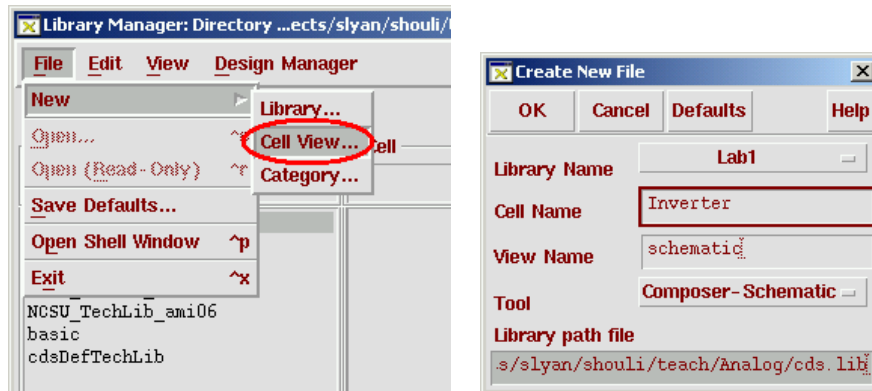 Library Manager: Directory ...ects/slyan/shouli/
File Edit View Design Manager
New
Library...
Open... ^
Cell View...
ell
Open (Read-Only) ^r
Category...
Save Defaults...
Open Shell Window ^p
Exit ^x
NCSU_TechLib_ami06
basic
cdsDefTechLib
Create New File
OK Cancel Defaults Help
Library Name Lab1
Cell Name Inverter
View Name schematic
Tool Composer-Schematic
Library path file
.s/slyan/shouli/teach/Analog/cds.lib